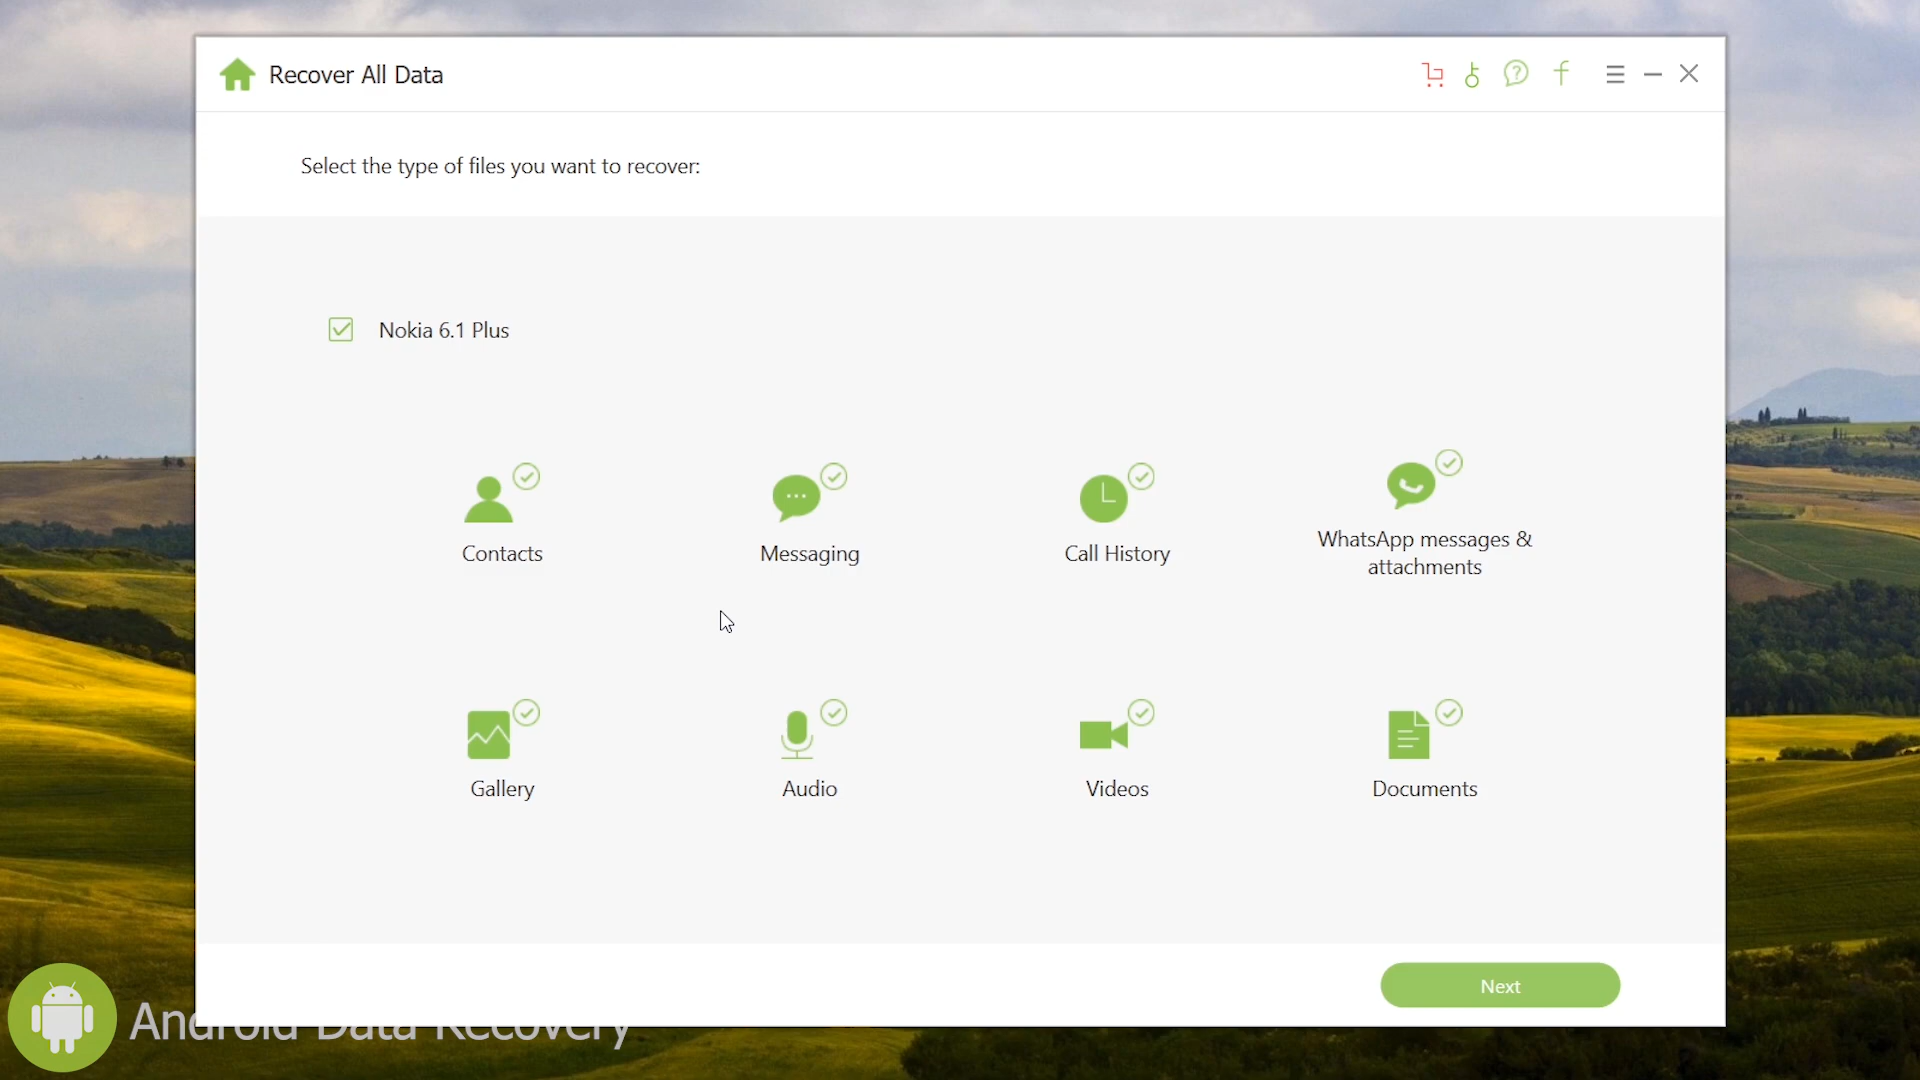 Recover All Data
Select the type of files you want to recover:
Nokia 6.1 Plus
Contacts
Messaging
Call History
WhatsApp messages &
attachments
Gallery
Audio
Videos
Documents
Next
Android Data Recovery